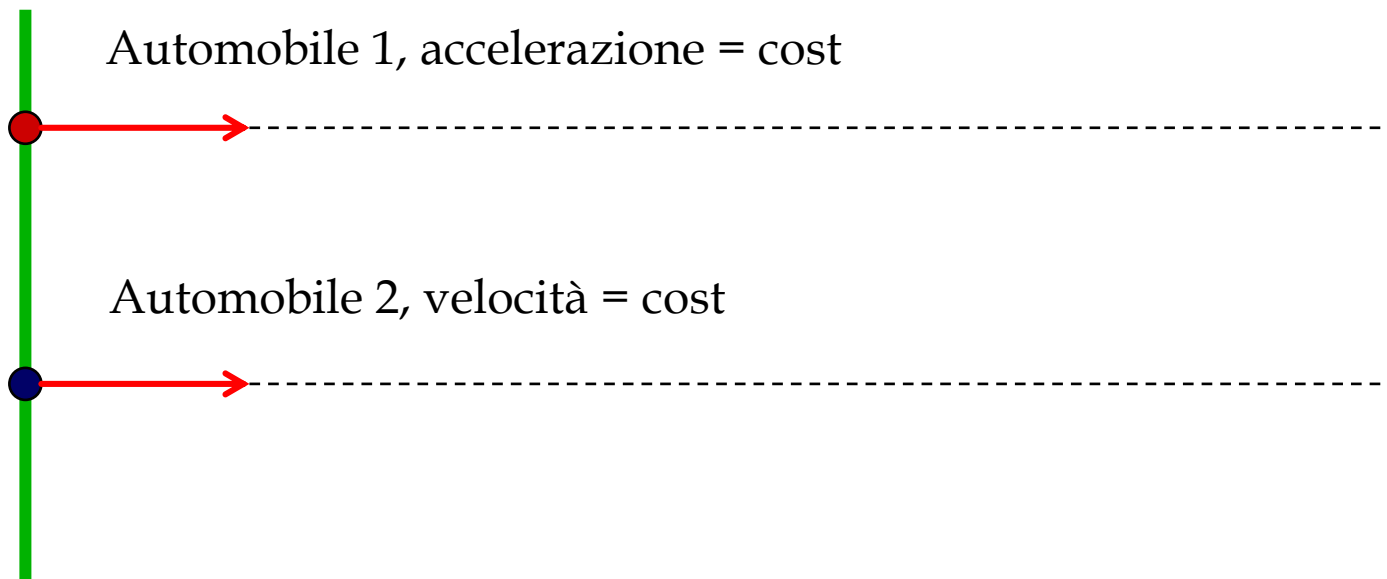 Automobile 1, accelerazione = cost
Automobile 2, velocità = cost